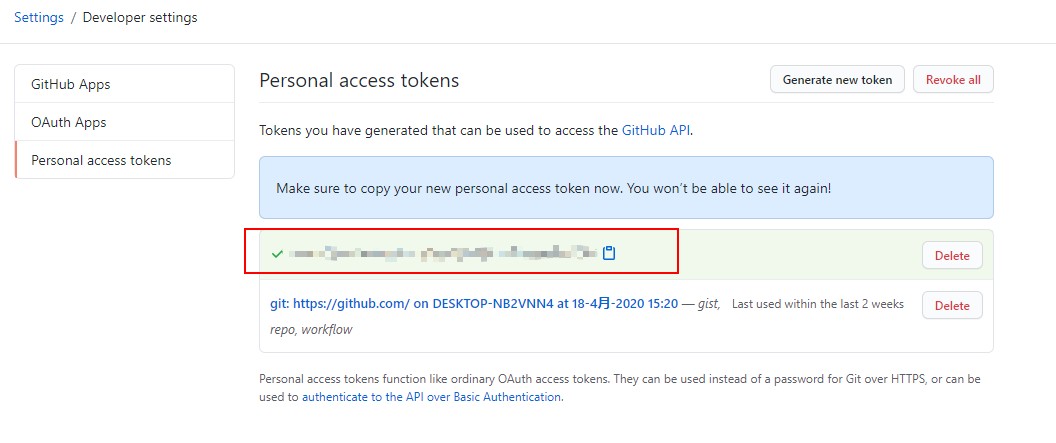 Settings / Developer settings
GitHub Apps
OAuth Apps
Personal access tokens
Personal access tokens
Generate new token
Revoke all
Tokens you have generated that can be used to access the GitHub API.
Make sure to copy your new personal access token now. You won't be able to see it again!
Delete
git: https://github.com/ on DESKTOP-NB2VNN4 at 18-4月-2020 15:20 — gist, Last used within the last 2 weeks
Delete
repo, workflow
Personal access tokens function like ordinary OAuth access tokens. They can be used instead of a password for Git over HTTPS, or can be
used to authenticate to the API over Basic Authentication.